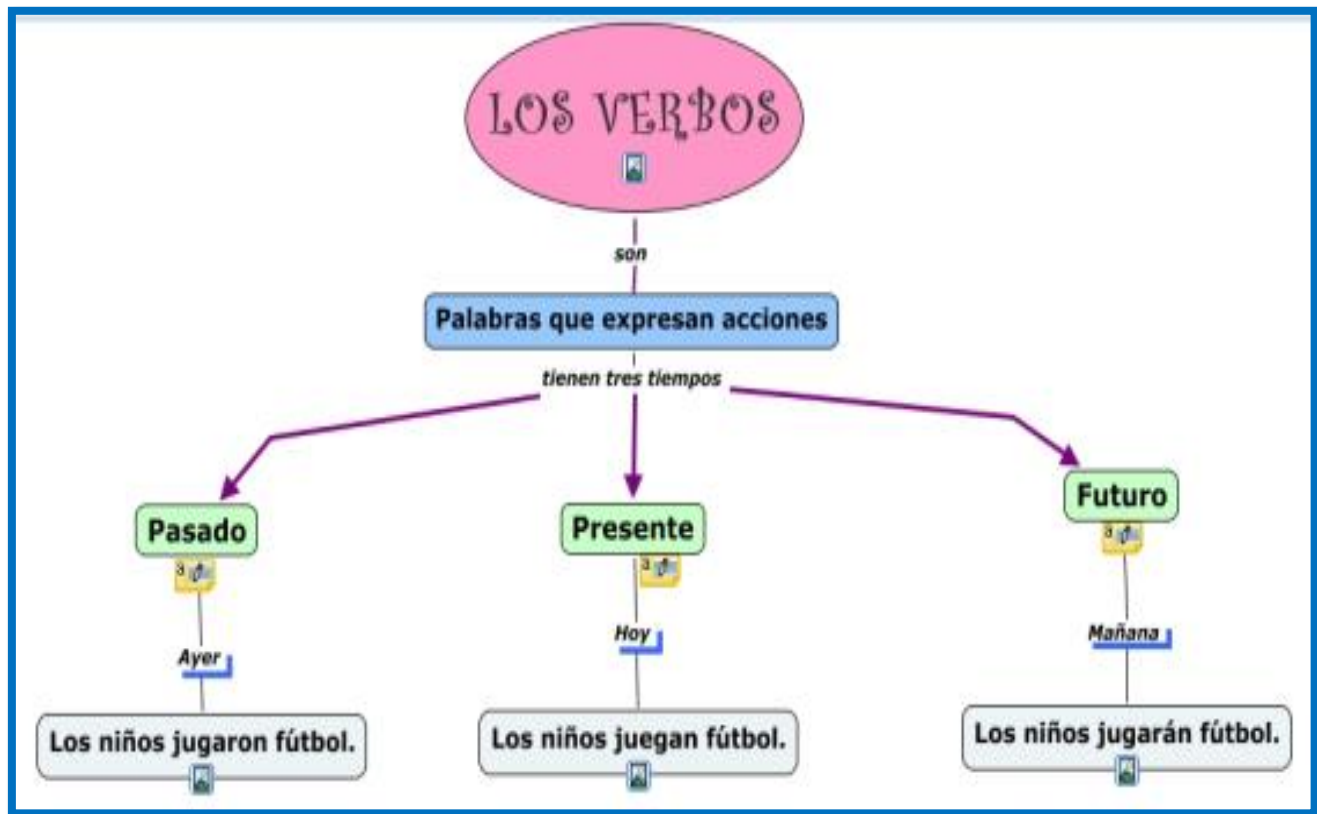 LOS VERBOS
son
Palabras que expresan acciones
tienen tres tiempos
Pasado
Presente
Futuro
Ayer
Hoy
Mañana
Los niños jugaron fútbol.
Los niños juegan fútbol.
Los niños jugarán fútbol.